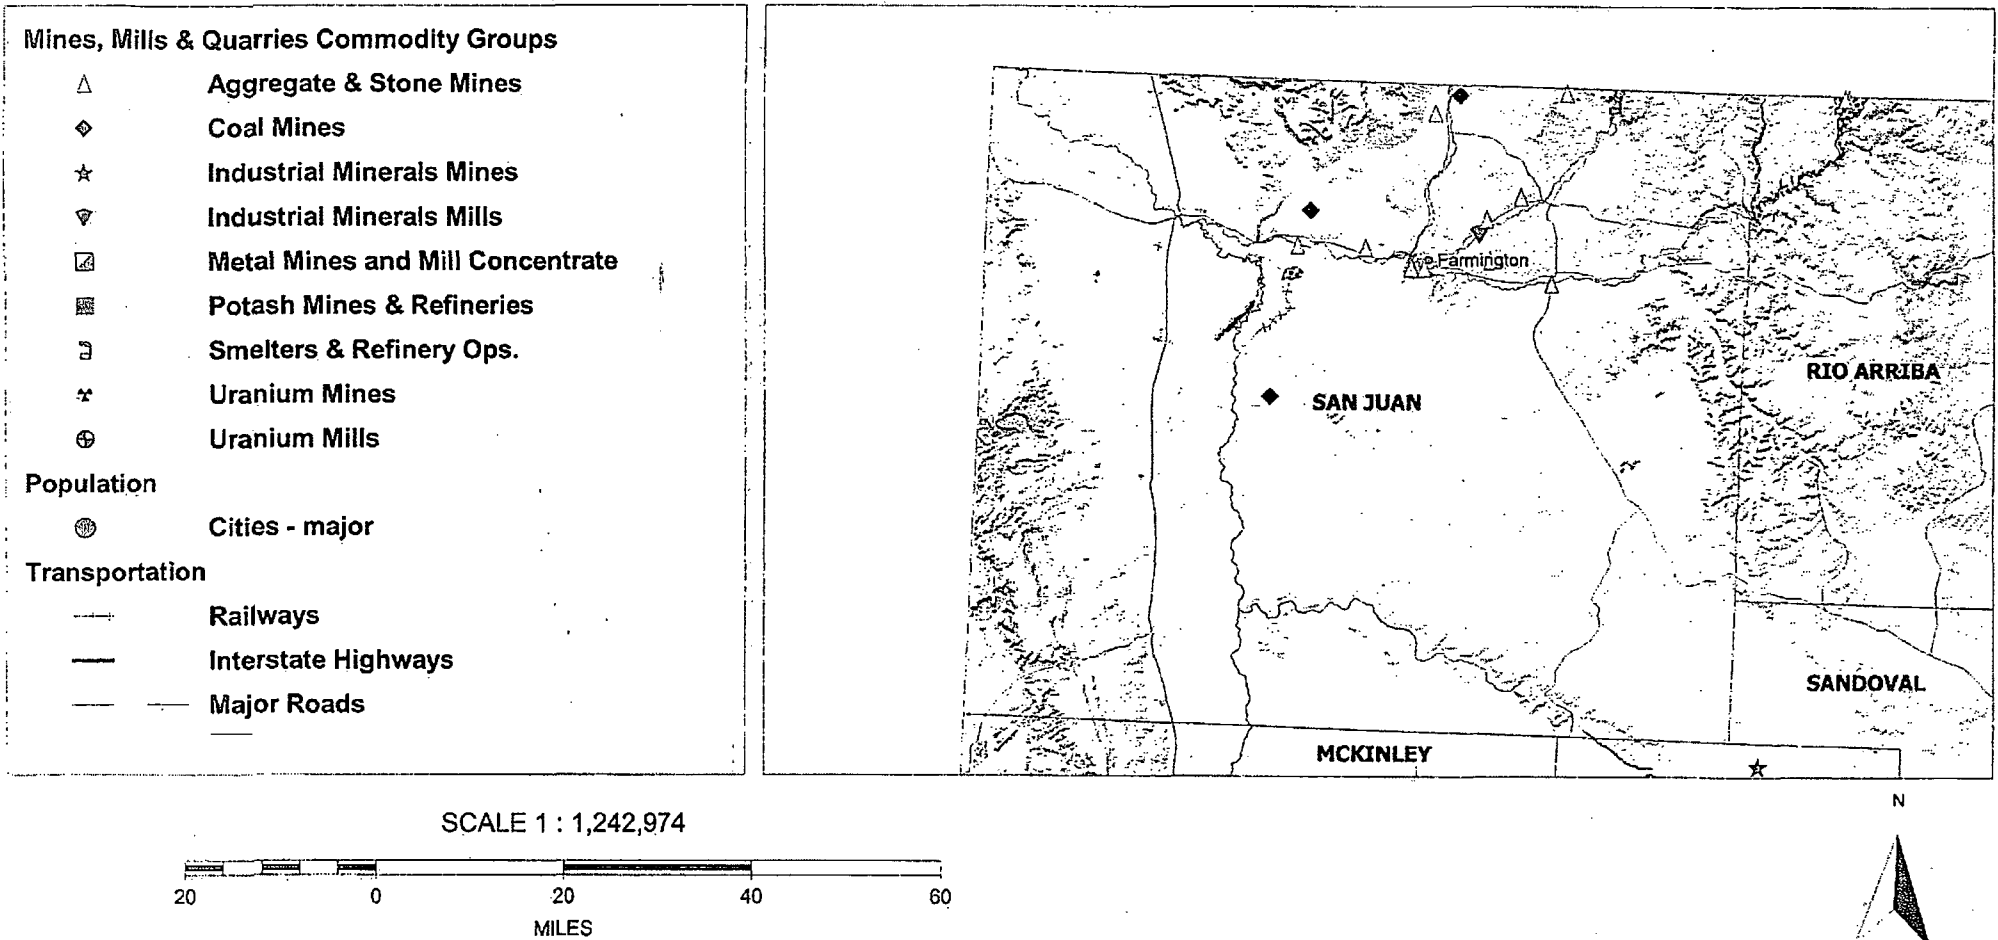 Mines, Mills & Quarries Commodity Groups
Aggregate & Stone Mines
Coal Mines
Industrial Minerals Mines
Industrial Minerals Mills
Metal Mines and Mill Concentrate
Potash Mines & Refineries
Smelters & Refinery Ops.
Uranium Mines
Uranium Mills
Population
Cities - major
Transportation
Railways
Interstate Highways
Major Roads
Farmington
RIO ARRIBA
SAN JUAN
SANDOVAL
MCKINLEY
SCALE 1 : 1,242,974
20 0 20 40 60
MILES
N